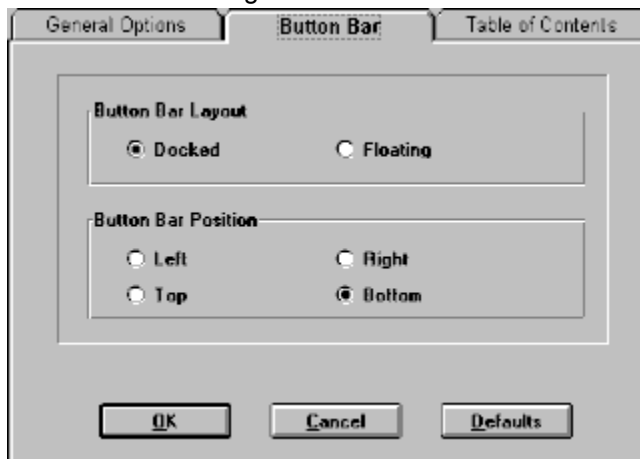 General Options Button Bar Table of Contents
Button Bar Layout
Docked Floating
Button Bar Position
Left Right
Top Bottom
OK Cancel Defaults